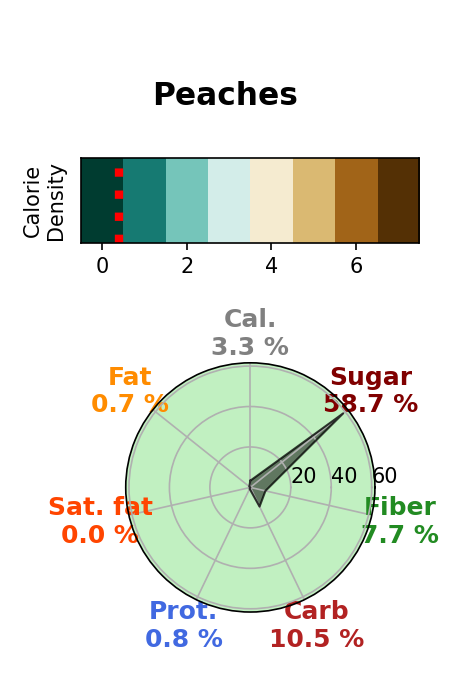 Peaches
Calorie
Density
0 2 4 6
Cal.
3.3 %
Fat
0.7 %
Sugar
58.7 %
20 40 60
Sat. fat
0.0 %
Fiber
7.7 %
Prot.
0.8 %
Carb
10.5 %